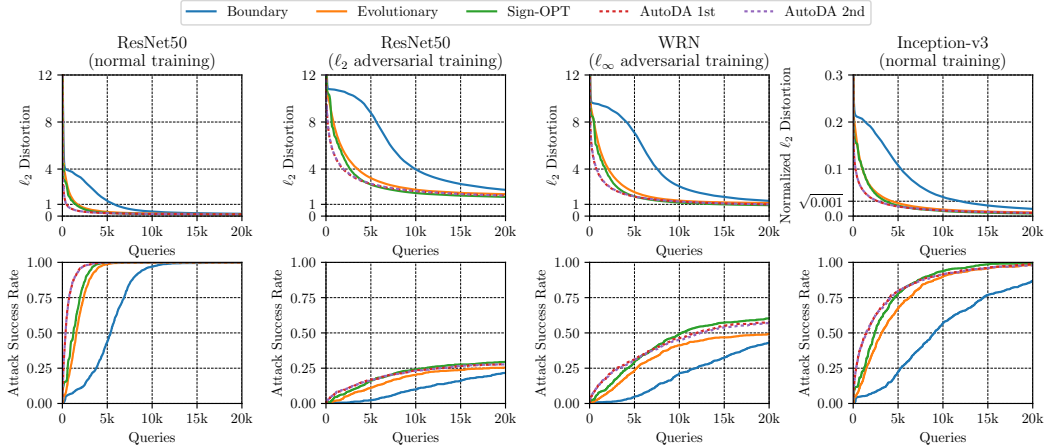 Boundary Evolutionary Sign-OPT AutoDA 1st AutoDA 2nd
ResNet50
(normal training)
ResNet50
(ℓ₂ adversarial training)
WRN
(ℓ∞ adversarial training)
Inception-v3
(normal training)
ℓ₂ Distortion
12
8
4
1
0
0 5k 10k 15k 20k
Queries
ℓ₂ Distortion
12
8
4
1
0
0 5k 10k 15k 20k
Queries
ℓ₂ Distortion
12
8
4
1
0
0 5k 10k 15k 20k
Queries
Normalized ℓ₂ Distortion
0.3
0.2
0.1
√0.001
0.0
0 5k 10k 15k 20k
Queries
Attack Success Rate
1.00
0.75
0.50
0.25
0.00
0 5k 10k 15k 20k
Queries
Attack Success Rate
1.00
0.75
0.50
0.25
0.00
0 5k 10k 15k 20k
Queries
Attack Success Rate
1.00
0.75
0.50
0.25
0.00
0 5k 10k 15k 20k
Queries
Attack Success Rate
1.00
0.75
0.50
0.25
0.00
0 5k 10k 15k 20k
Queries